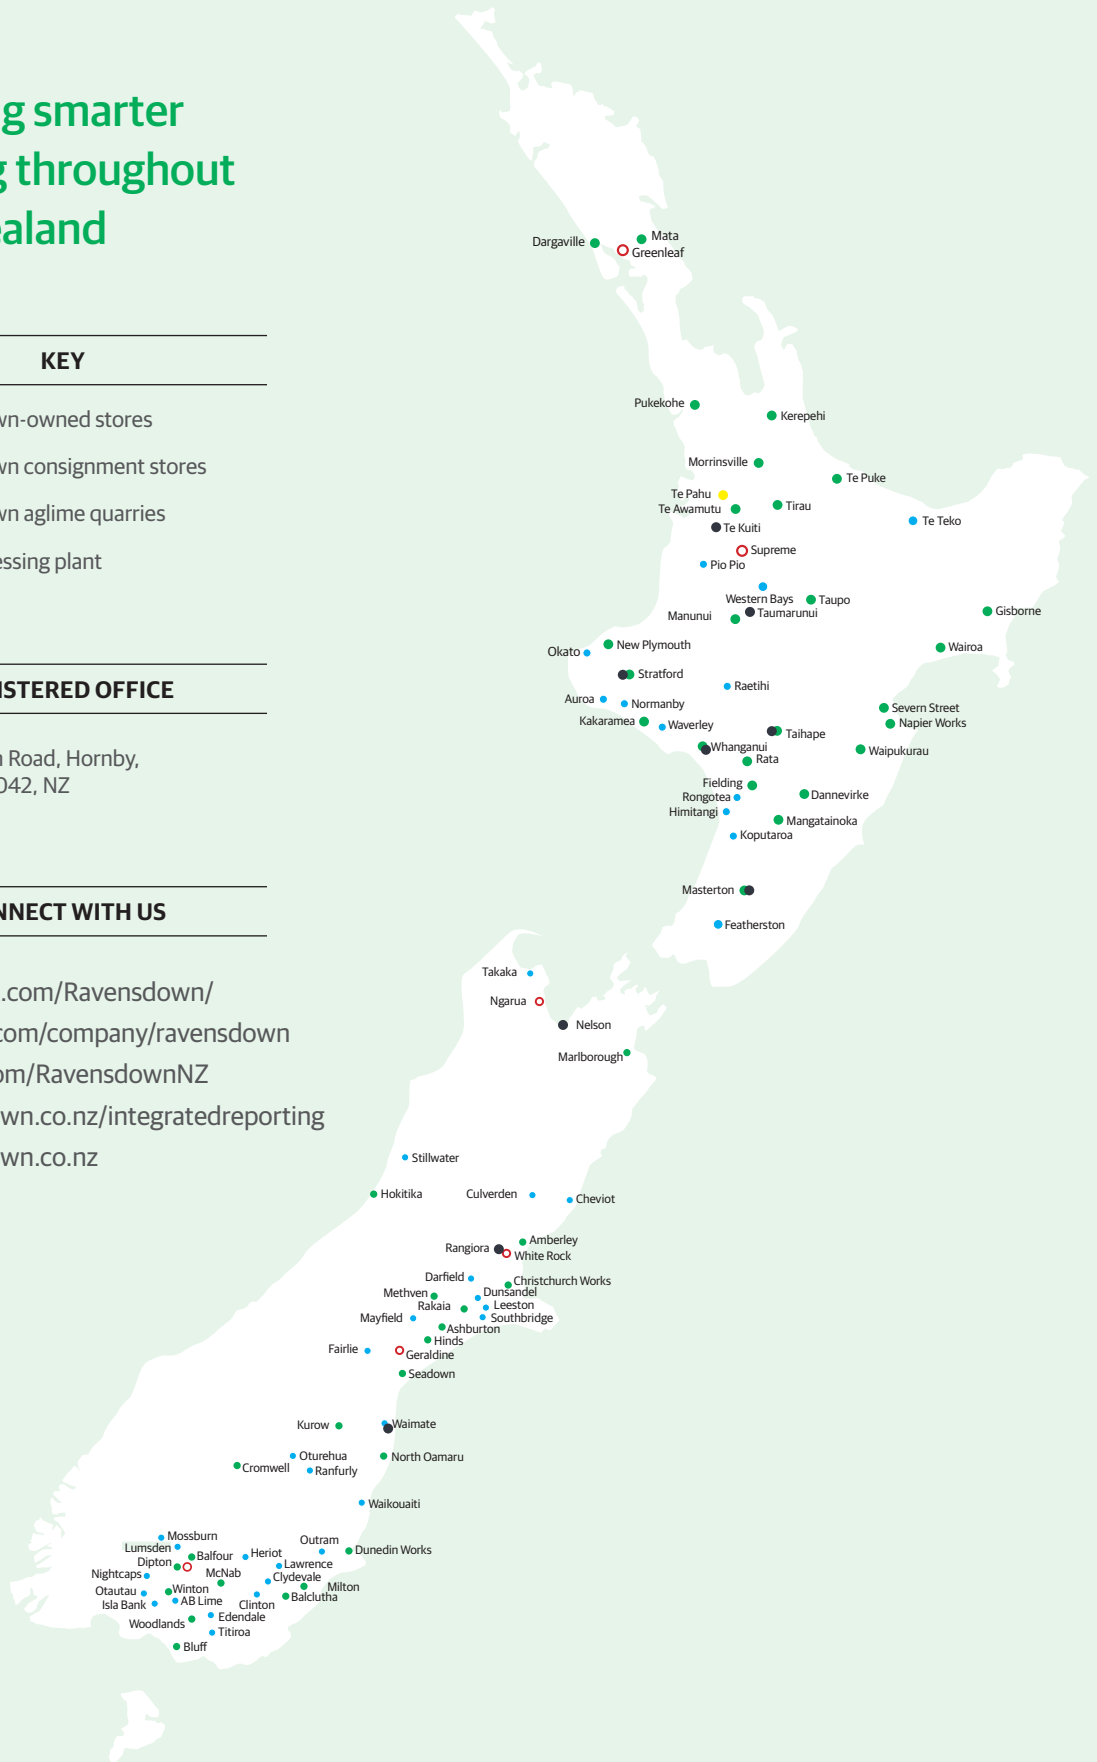 g smarter
g throughout
ealand
KEY
wn-owned stores
wn consignment stores
wn aglime quarries
essing plant
ISTERED OFFICE
n Road, Hornby,
042, NZ
NNECT WITH US
.com/Ravensdown/
com/company/ravensdown
om/RavensdownNZ
wn.co.nz/integratedreporting
wn.co.nz
Dargaville
Mata
Greenleaf
Pukekohe
Kerepehi
Morrinsville
Te Puke
Te Pahu
Te Awamutu
Tirau
Te Kuiti
Te Teko
Supreme
Pio Pio
Western Bays
Taupo
Manunui
Taumarunui
Gisborne
New Plymouth
Okato
Wairoa
Stratford
Raetihi
Auroa
Normanby
Severn Street
Kakaramea
Waverley
Napier Works
Taihape
Whanganui
Waipukurau
Rata
Fielding
Rongotea
Dannevirke
Himitangi
Mangatainoka
Koputaroa
Masterton
Featherston
Takaka
Ngarua
Nelson
Marlborough
Stillwater
Hokitika
Culverden
Cheviot
Amberley
Rangiora
White Rock
Darfield
Christchurch Works
Methven
Dunsandel
Rakaia
Leeston
Mayfield
Southbridge
Ashburton
Hinds
Fairlie
Geraldine
Seadown
Kurow
Waimate
Oturehua
North Oamaru
Cromwell
Ranfurly
Waikouaiti
Mossburn
Outram
Lumsden
Dunedin Works
Balfour
Heriot
Dipton
Lawrence
Nightcaps
McNab
Clydevale
Otautau
Winton
Milton
Isla Bank
AB Lime
Clinton
Balclutha
Woodlands
Edendale
Titiroa
Bluff